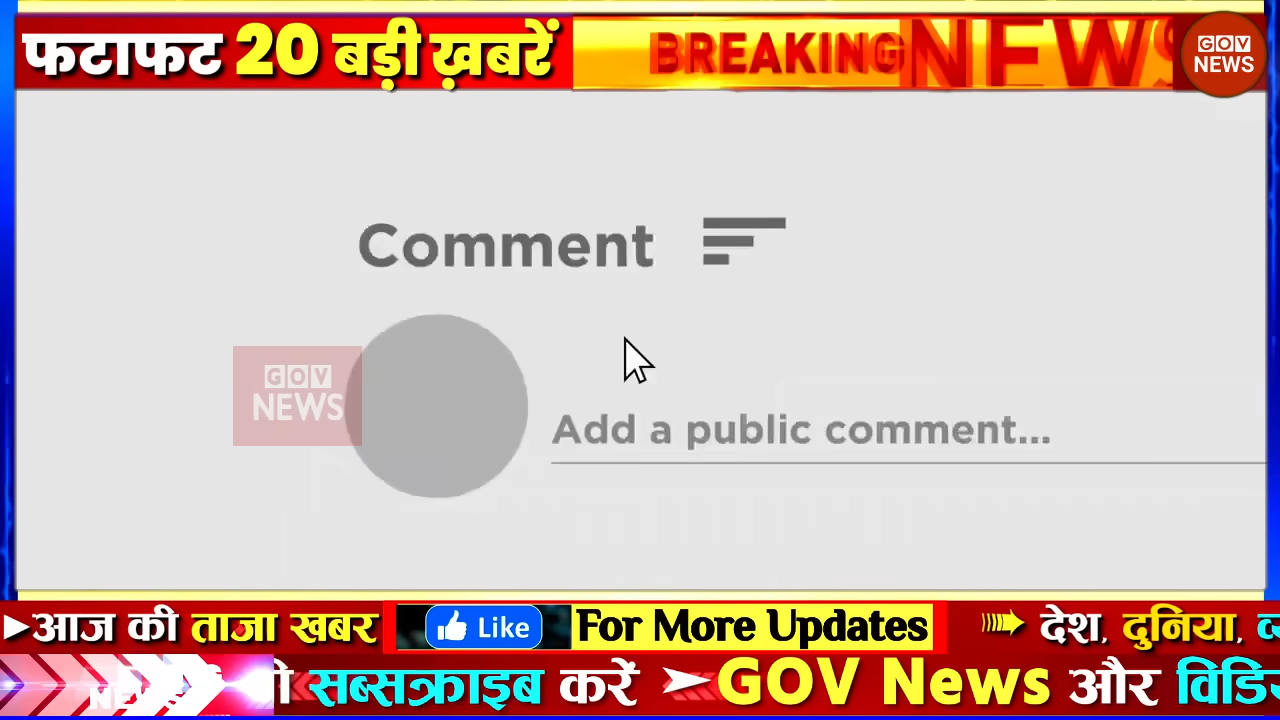 फटाफट 20 बड़ी ख़बरें
BREAKING NEWS
GOV
NEWS
Comment
GOV
NEWS
Add a public comment...
आज की ताजा खबर
Like
For More Updates
देश, दुनिया,
सब्सक्राइब करें
GOV News और